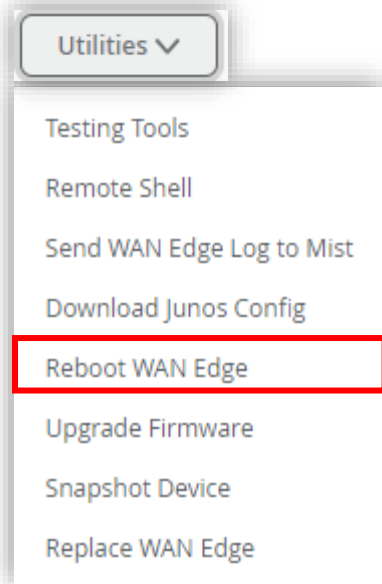 Utilities
Testing Tools
Remote Shell
Send WAN Edge Log to Mist
Download Junos Config
Reboot WAN Edge
Upgrade Firmware
Snapshot Device
Replace WAN Edge